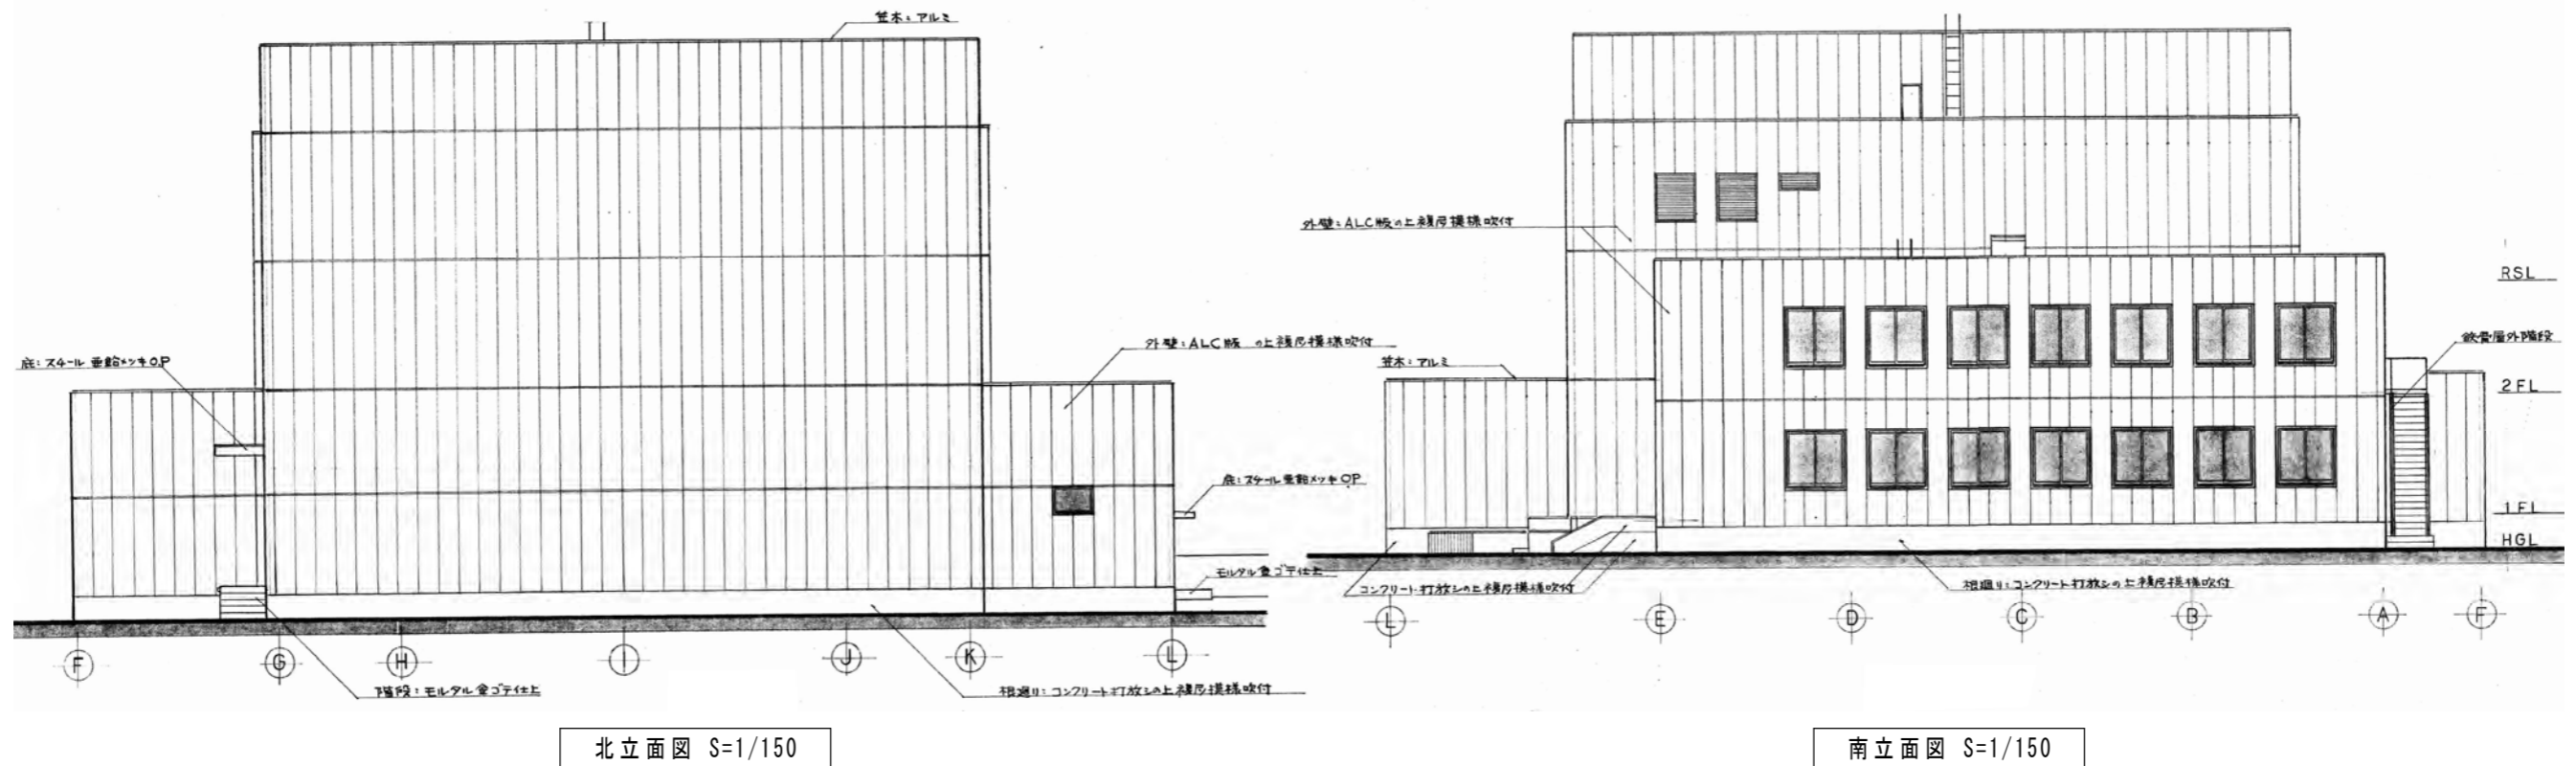 笠木：アルミ
庇：スチール 亜鉛メッキO.P
外壁：ALC版 の上複層模様吹付
庇：スチール亜鉛メッキOP
モルタル金ゴテ仕上
F
G
H
I
J
K
L
階段：モルタル金ゴテ仕上
根廻り：コンクリート打放シの上複層模様吹付
北立面図 S=1/150
外壁：ALC版の上複層模様吹付
笠木：アルミ
RSL
鉄骨屋外階段
2FL
1FL
HGL
コンクリート打放シの上複層模様吹付
根廻り：コンクリート打放シの上複層模様吹付
L
E
D
C
B
A
F
南立面図 S=1/150